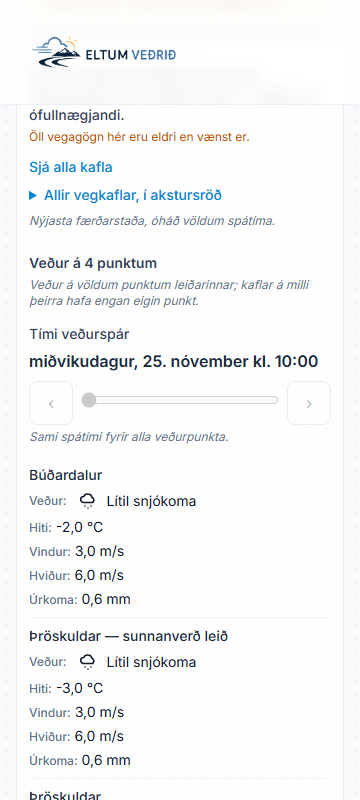 ELTUM VEÐRIÐ
ófullnægjandi.
Öll vegagögn hér eru eldri en vænst er.
Sjá alla kafla
Allir vegkaflar, í akstursröð
Nýjasta færðarstaða, óháð völdum spátíma.
Veður á 4 punktum
Veður á völdum punktum leiðarinnar; kaflar á milli
þeirra hafa engan eigin punkt.
Tími veðurspár
miðvikudagur, 25. nóvember kl. 10:00
Sami spátími fyrir alla veðurpunkta.
Búðardalur
Veður: Lítil snjókoma
Hiti: -2,0 °C
Vindur: 3,0 m/s
Hviður: 6,0 m/s
Úrkoma: 0,6 mm
Þröskuldar — sunnanverð leið
Veður: Lítil snjókoma
Hiti: -3,0 °C
Vindur: 3,0 m/s
Hviður: 6,0 m/s
Úrkoma: 0,6 mm
Þröskuldar